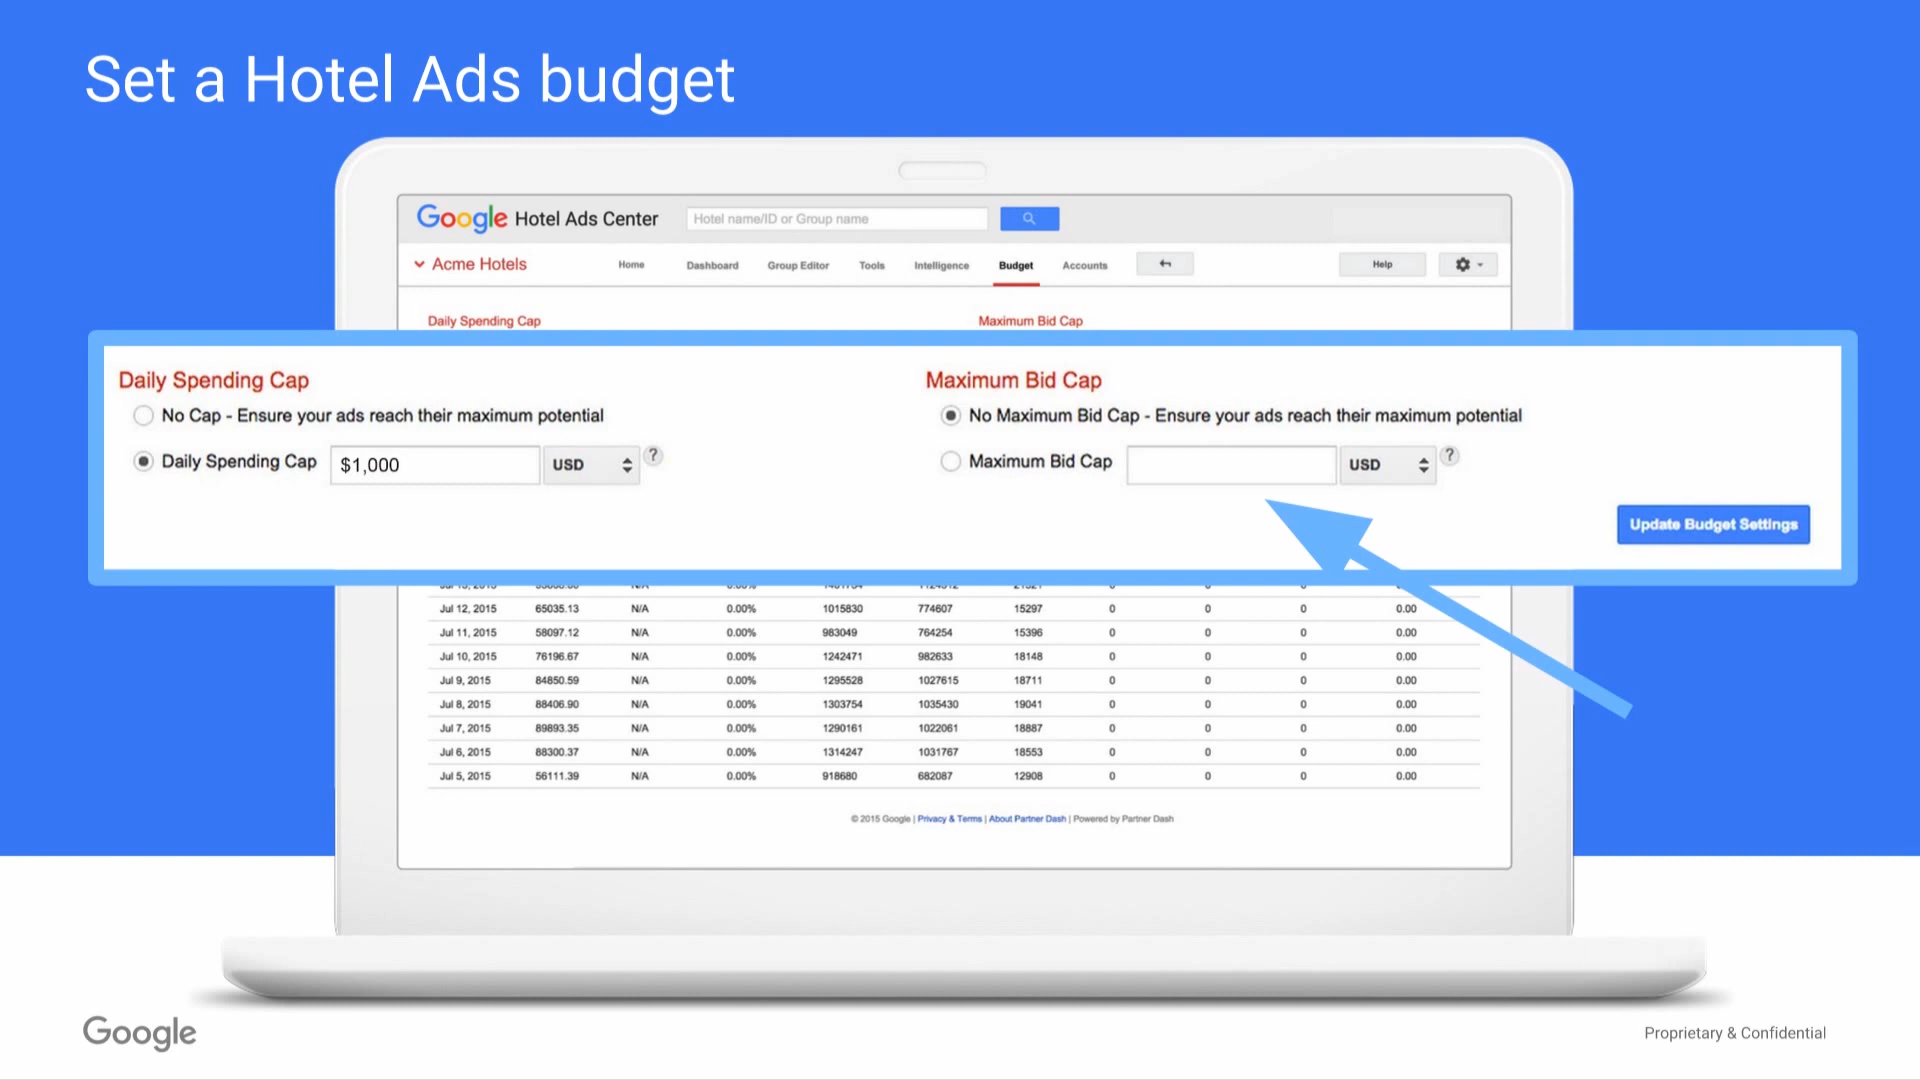 Set a Hotel Ads budget
Google Hotel Ads Center Hotel name/ID or Group name
Acme Hotels Home Dashboard Group Editor Tools Intelligence Budget Accounts Help
Daily Spending Cap Maximum Bid Cap
Daily Spending Cap Maximum Bid Cap
No Cap - Ensure your ads reach their maximum potential No Maximum Bid Cap - Ensure your ads reach their maximum potential
Daily Spending Cap $1,000 USD ? Maximum Bid Cap USD ?
Update Budget Settings
Jul 12, 2015 65035.13 N/A 0.00% 1015830 774607 15297 0 0 0 0.00
Jul 11, 2015 58097.12 N/A 0.00% 983049 764254 15396 0 0 0 0.00
Jul 10, 2015 76196.67 N/A 0.00% 1242471 982633 18148 0 0 0 0.00
Jul 9, 2015 84850.59 N/A 0.00% 1295528 1027615 18711 0 0 0 0.00
Jul 8, 2015 88406.90 N/A 0.00% 1303754 1035430 19041 0 0 0 0.00
Jul 7, 2015 89893.35 N/A 0.00% 1290161 1022061 18887 0 0 0 0.00
Jul 6, 2015 88300.37 N/A 0.00% 1314247 1031767 18553 0 0 0 0.00
Jul 5, 2015 56111.39 N/A 0.00% 918680 682087 12908 0 0 0 0.00
© 2015 Google | Privacy & Terms | About Partner Dash | Powered by Partner Dash
Google Proprietary & Confidential